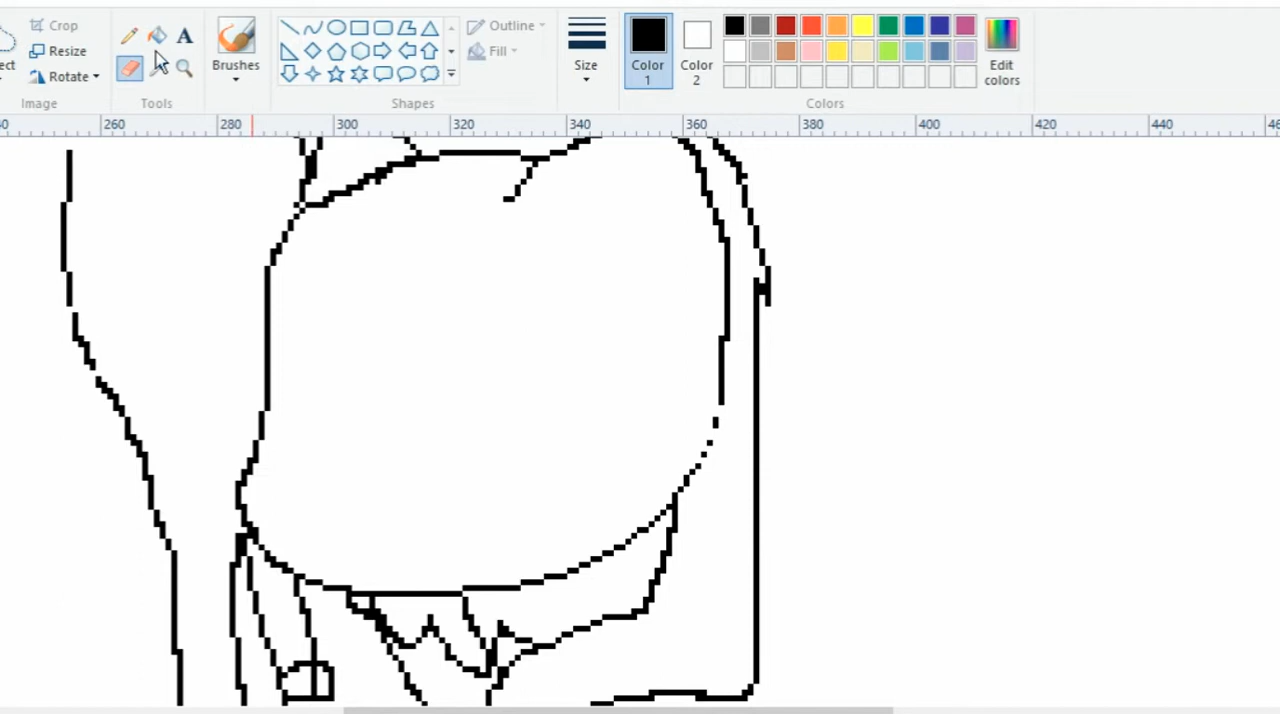 Crop
Resize
Rotate
Image
A
Tools
Brushes
Shapes
Outline
Fill
Size
Color
1
Color
2
Edit
colors
Colors
260
280
300
320
340
360
380
400
420
440